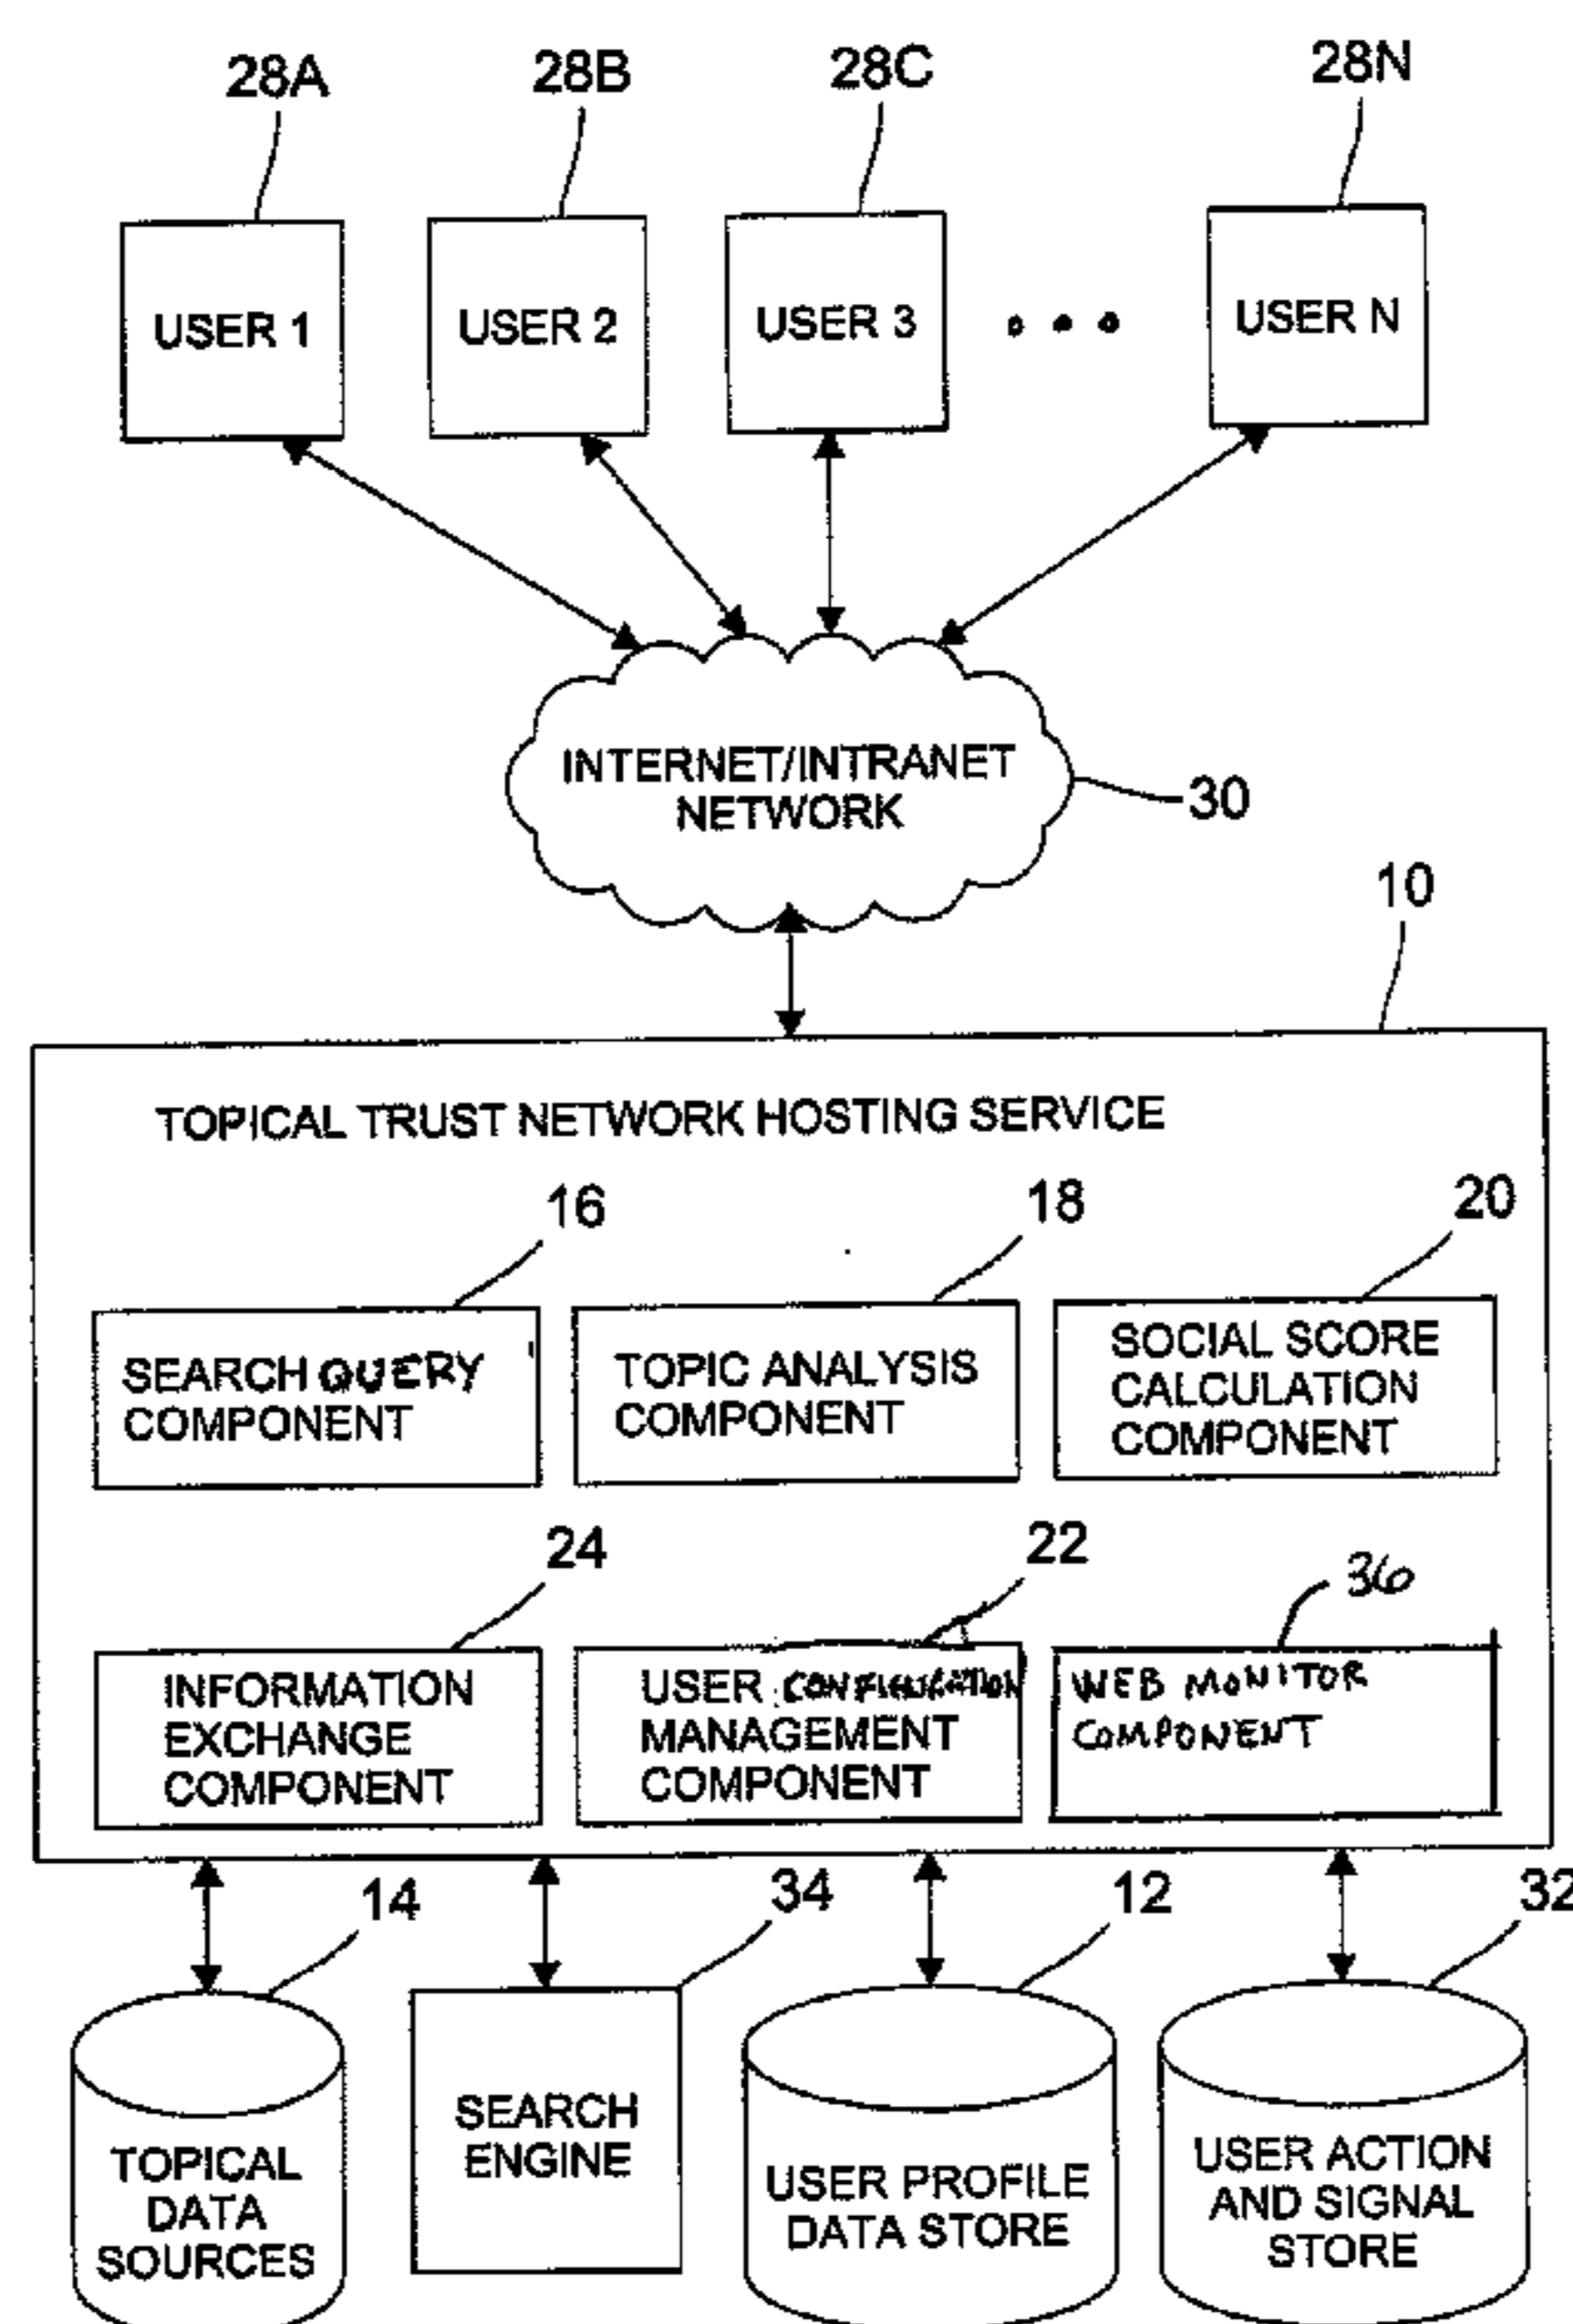 28A
28B
28C
28N
USER 1
USER 2
USER 3
USER N
INTERNET/INTRANET
NETWORK
30
10
TOPICAL TRUST NETWORK HOSTING SERVICE
16
18
20
SEARCH QUERY
COMPONENT
TOPIC ANALYSIS
COMPONENT
SOCIAL SCORE
CALCULATION
COMPONENT
24
22
36
INFORMATION
EXCHANGE
COMPONENT
USER CONFIGURATION
MANAGEMENT
COMPONENT
WEB MONITOR
COMPONENT
14
34
12
32
TOPICAL
DATA
SOURCES
SEARCH
ENGINE
USER PROFILE
DATA STORE
USER ACTION
AND SIGNAL
STORE